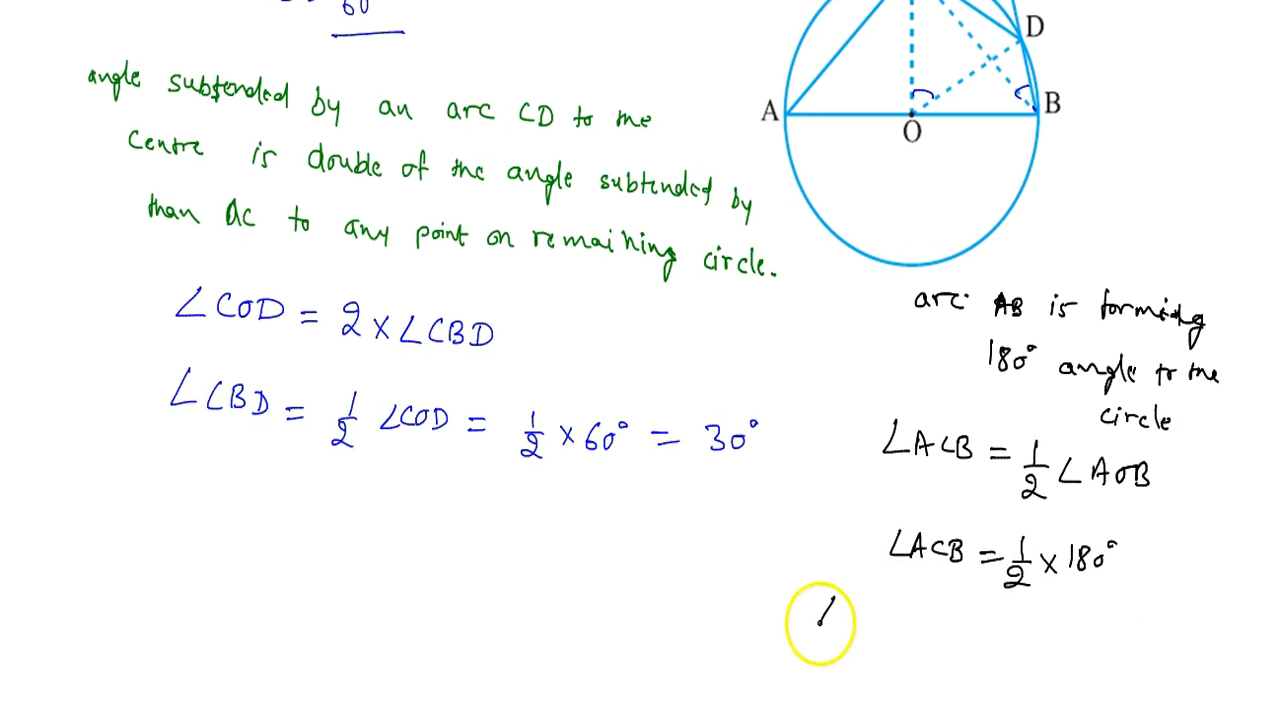 60°
angle subtended by an arc CD to the
Centre is double of the angle subtended by
than ac to any point on remaining circle.
∠COD = 2 × ∠CBD
∠CBD = 1/2 ∠COD = 1/2 × 60° = 30°
D
A
B
O
arc AB is forming
180° angle to the
circle
∠ACB = 1/2 ∠AOB
∠ACB = 1/2 × 180°